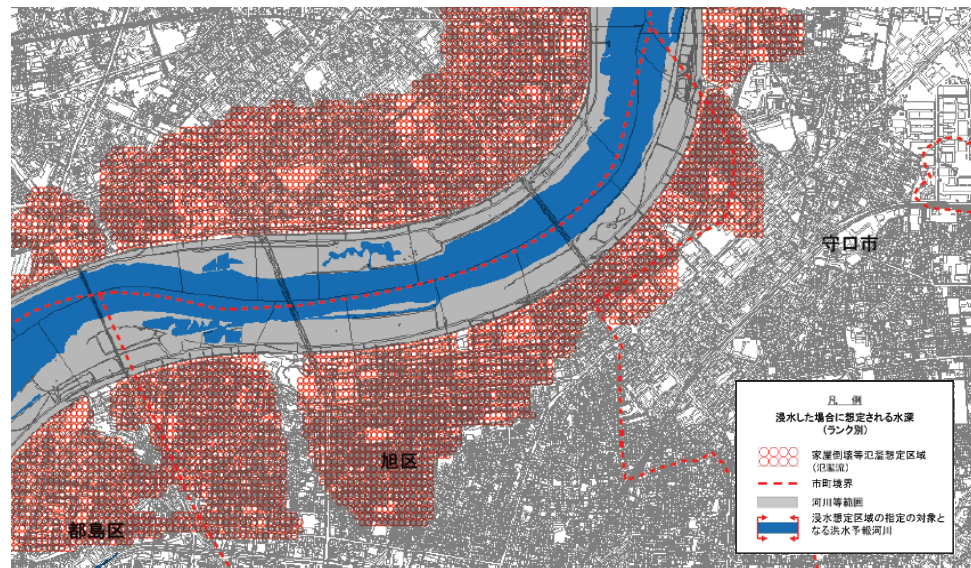 守口市
旭区
都島区
凡 例
浸水した場合に想定される水深
(ランク別)
家屋倒壊等氾濫想定区域
(氾濫流)
市町境界
河川等範囲
浸水想定区域の指定の対象と
なる洪水予報河川